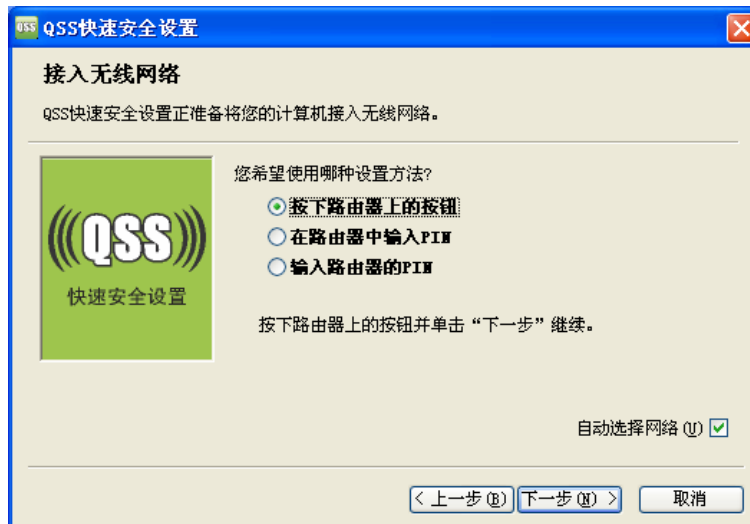 QSS QSS快速安全设置
接入无线网络
QSS快速安全设置正准备将您的计算机接入无线网络。
您希望使用哪种设置方法?
按下路由器上的按钮
在路由器中输入PIN
输入路由器的PIN
(((QSS)))
快速安全设置
按下路由器上的按钮并单击“下一步”继续。
自动选择网络(U)
< 上一步(B) 下一步(N) > 取消